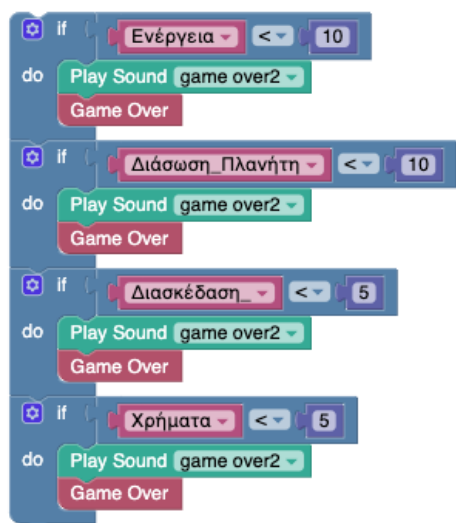 if Ενέργεια < 10
do Play Sound game over2
Game Over
if Διάσωση_Πλανήτη < 10
do Play Sound game over2
Game Over
if Διασκέδαση_ < 5
do Play Sound game over2
Game Over
if Χρήματα < 5
do Play Sound game over2
Game Over